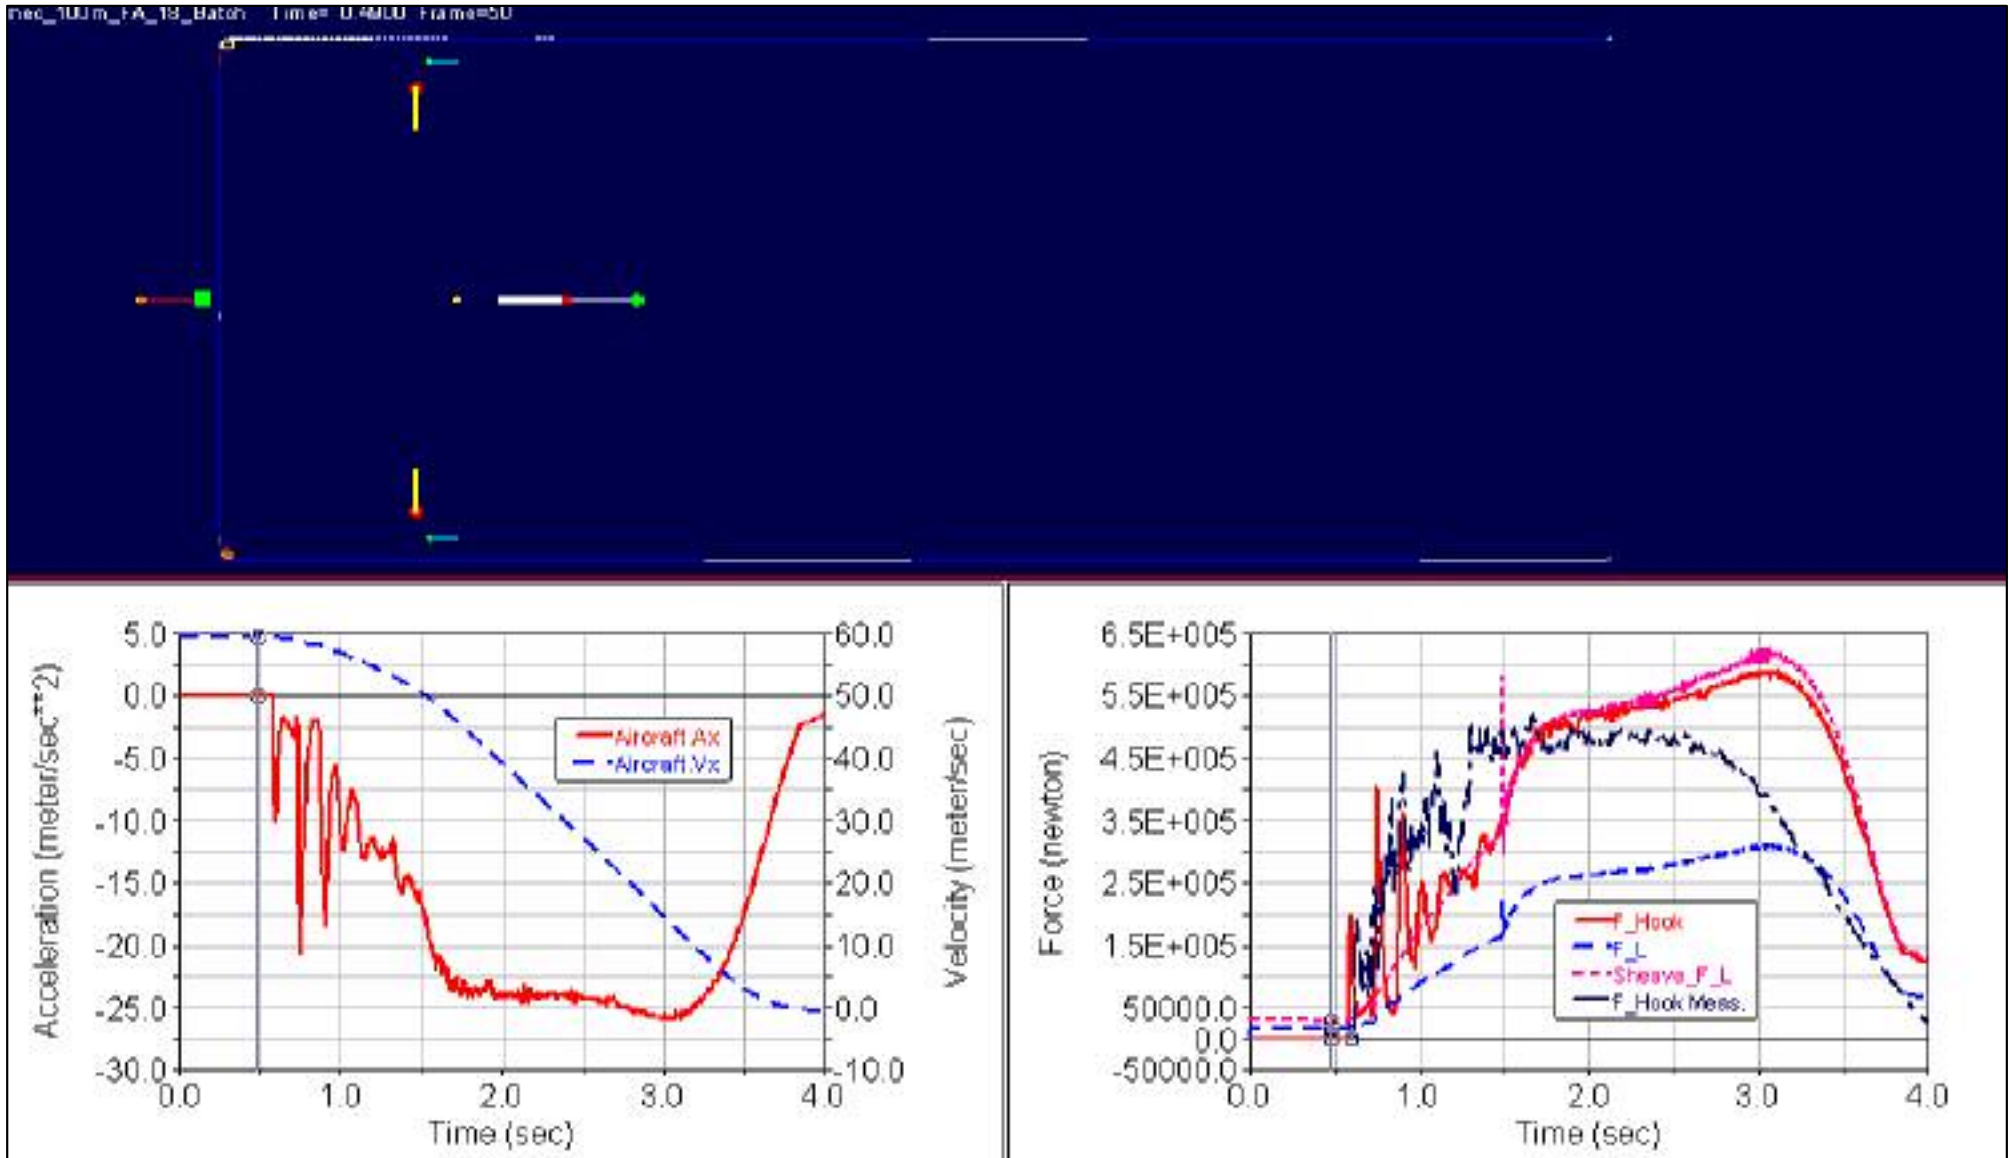 mec_100m_FA_18_Batch Time= 0.4900 Frame=50
5.0
0.0
-5.0
-10.0
-15.0
-20.0
-25.0
-30.0
Acceleration (meter/sec**2)
60.0
50.0
40.0
30.0
20.0
10.0
0.0
-10.0
Velocity (meter/sec)
Aircraft.Ax
Aircraft.Vx
0.0 1.0 2.0 3.0 4.0
Time (sec)
6.5E+005
5.5E+005
4.5E+005
3.5E+005
2.5E+005
1.5E+005
50000.0
0.0
-50000.0
Force (newton)
F_Hook
F_L
Sheave_F_L
F_Hook Meas.
0.0 1.0 2.0 3.0 4.0
Time (sec)